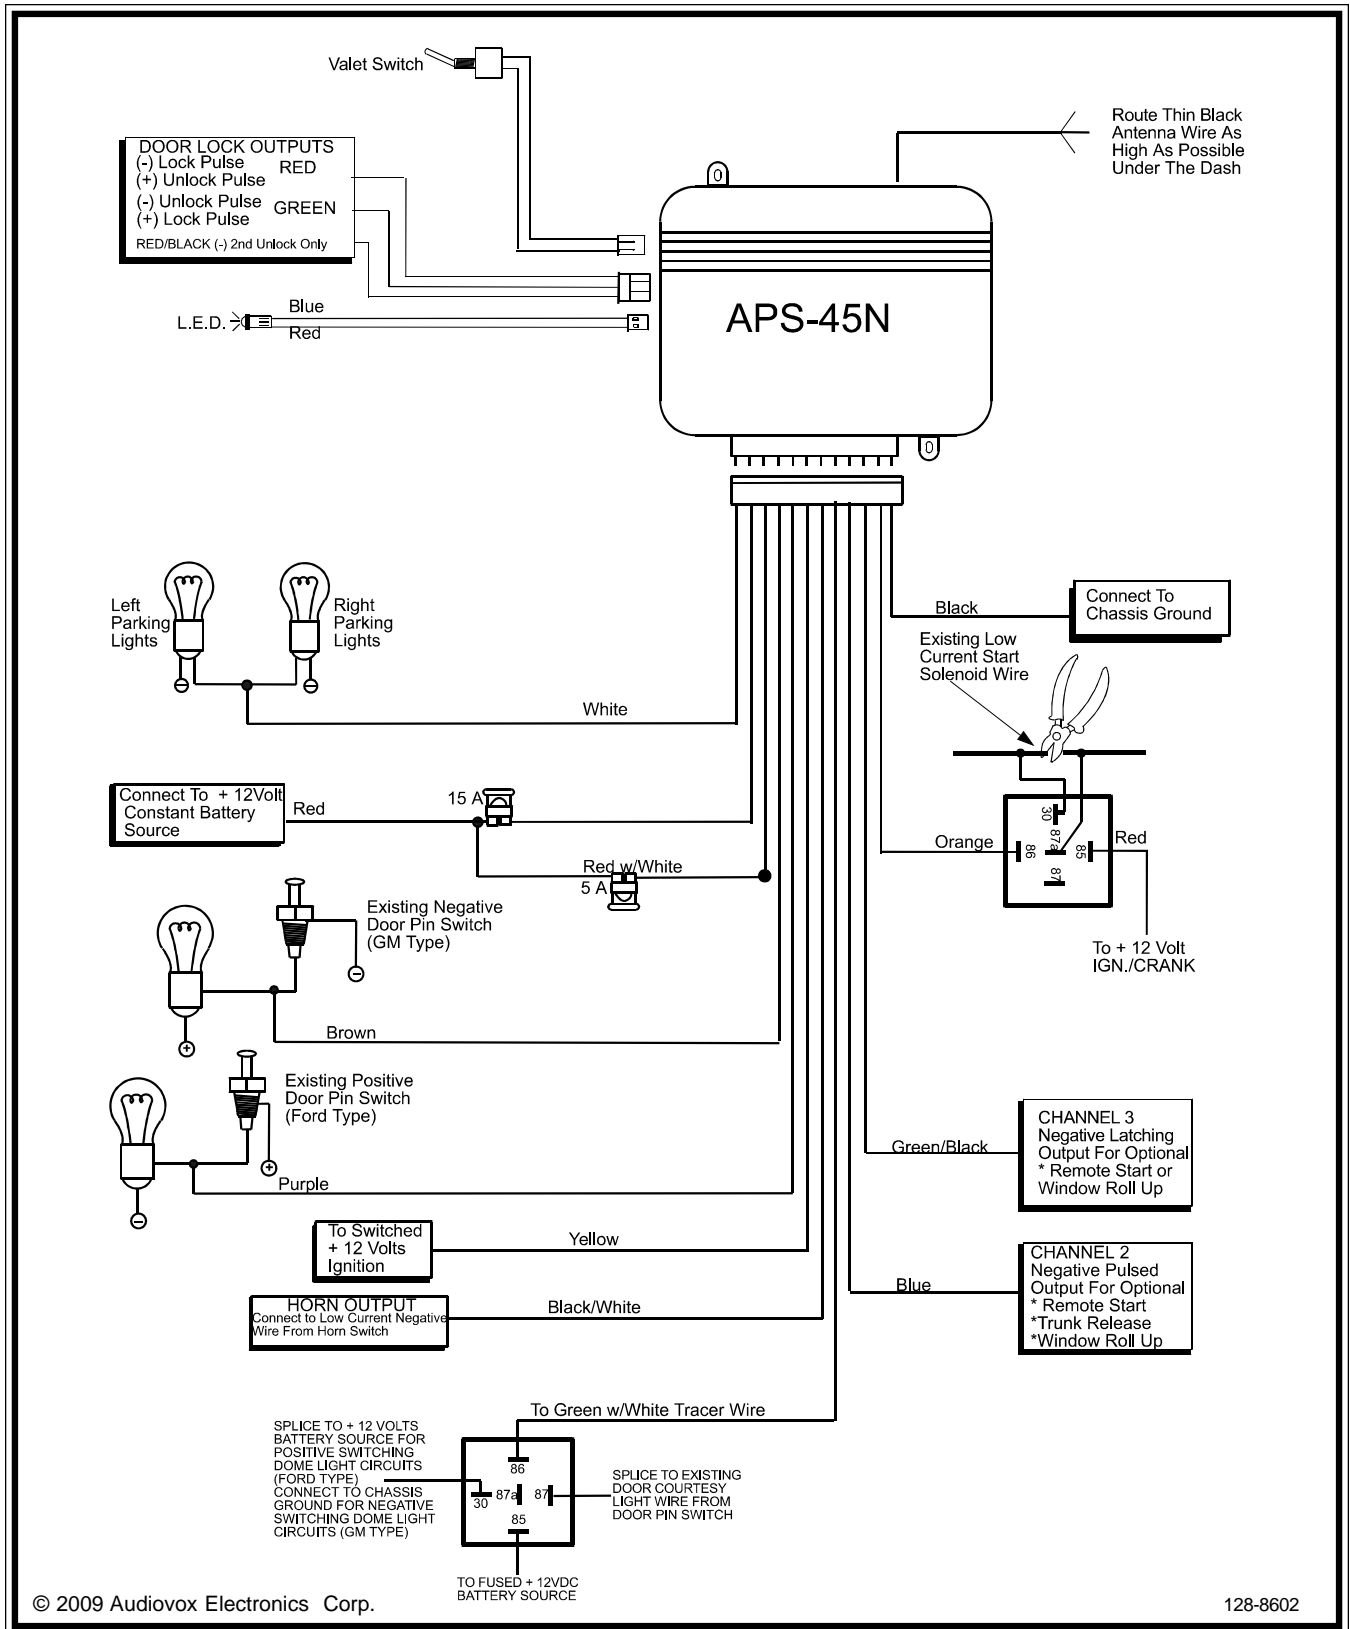 Valet Switch
Route Thin Black
Antenna Wire As
High As Possible
Under The Dash
DOOR LOCK OUTPUTS
(-) Lock Pulse
RED
(+) Unlock Pulse
(-) Unlock Pulse
GREEN
(+) Lock Pulse
RED/BLACK (-) 2nd Unlock Only
L.E.D.
Blue
Red
APS-45N
Left
Parking
Lights
Right
Parking
Lights
White
Black
Connect To
Chassis Ground
Existing Low
Current Start
Solenoid Wire
Connect To + 12Volt
Constant Battery
Source
Red
15 A
Red w/White
5 A
Orange
30
87a
86
85
87
Red
To + 12 Volt
IGN./CRANK
Existing Negative
Door Pin Switch
(GM Type)
Brown
Existing Positive
Door Pin Switch
(Ford Type)
Purple
Green/Black
CHANNEL 3
Negative Latching
Output For Optional
* Remote Start or
Window Roll Up
To Switched
+ 12 Volts
Ignition
Yellow
Blue
CHANNEL 2
Negative Pulsed
Output For Optional
* Remote Start
*Trunk Release
*Window Roll Up
HORN OUTPUT
Connect to Low Current Negative
Wire From Horn Switch
Black/White
To Green w/White Tracer Wire
SPLICE TO + 12 VOLTS
BATTERY SOURCE FOR
POSITIVE SWITCHING
DOME LIGHT CIRCUITS
(FORD TYPE)
CONNECT TO CHASSIS
GROUND FOR NEGATIVE
SWITCHING DOME LIGHT
CIRCUITS (GM TYPE)
86
30
87a
87
85
SPLICE TO EXISTING
DOOR COURTESY
LIGHT WIRE FROM
DOOR PIN SWITCH
TO FUSED + 12VDC
BATTERY SOURCE
© 2009 Audiovox Electronics Corp.
128-8602